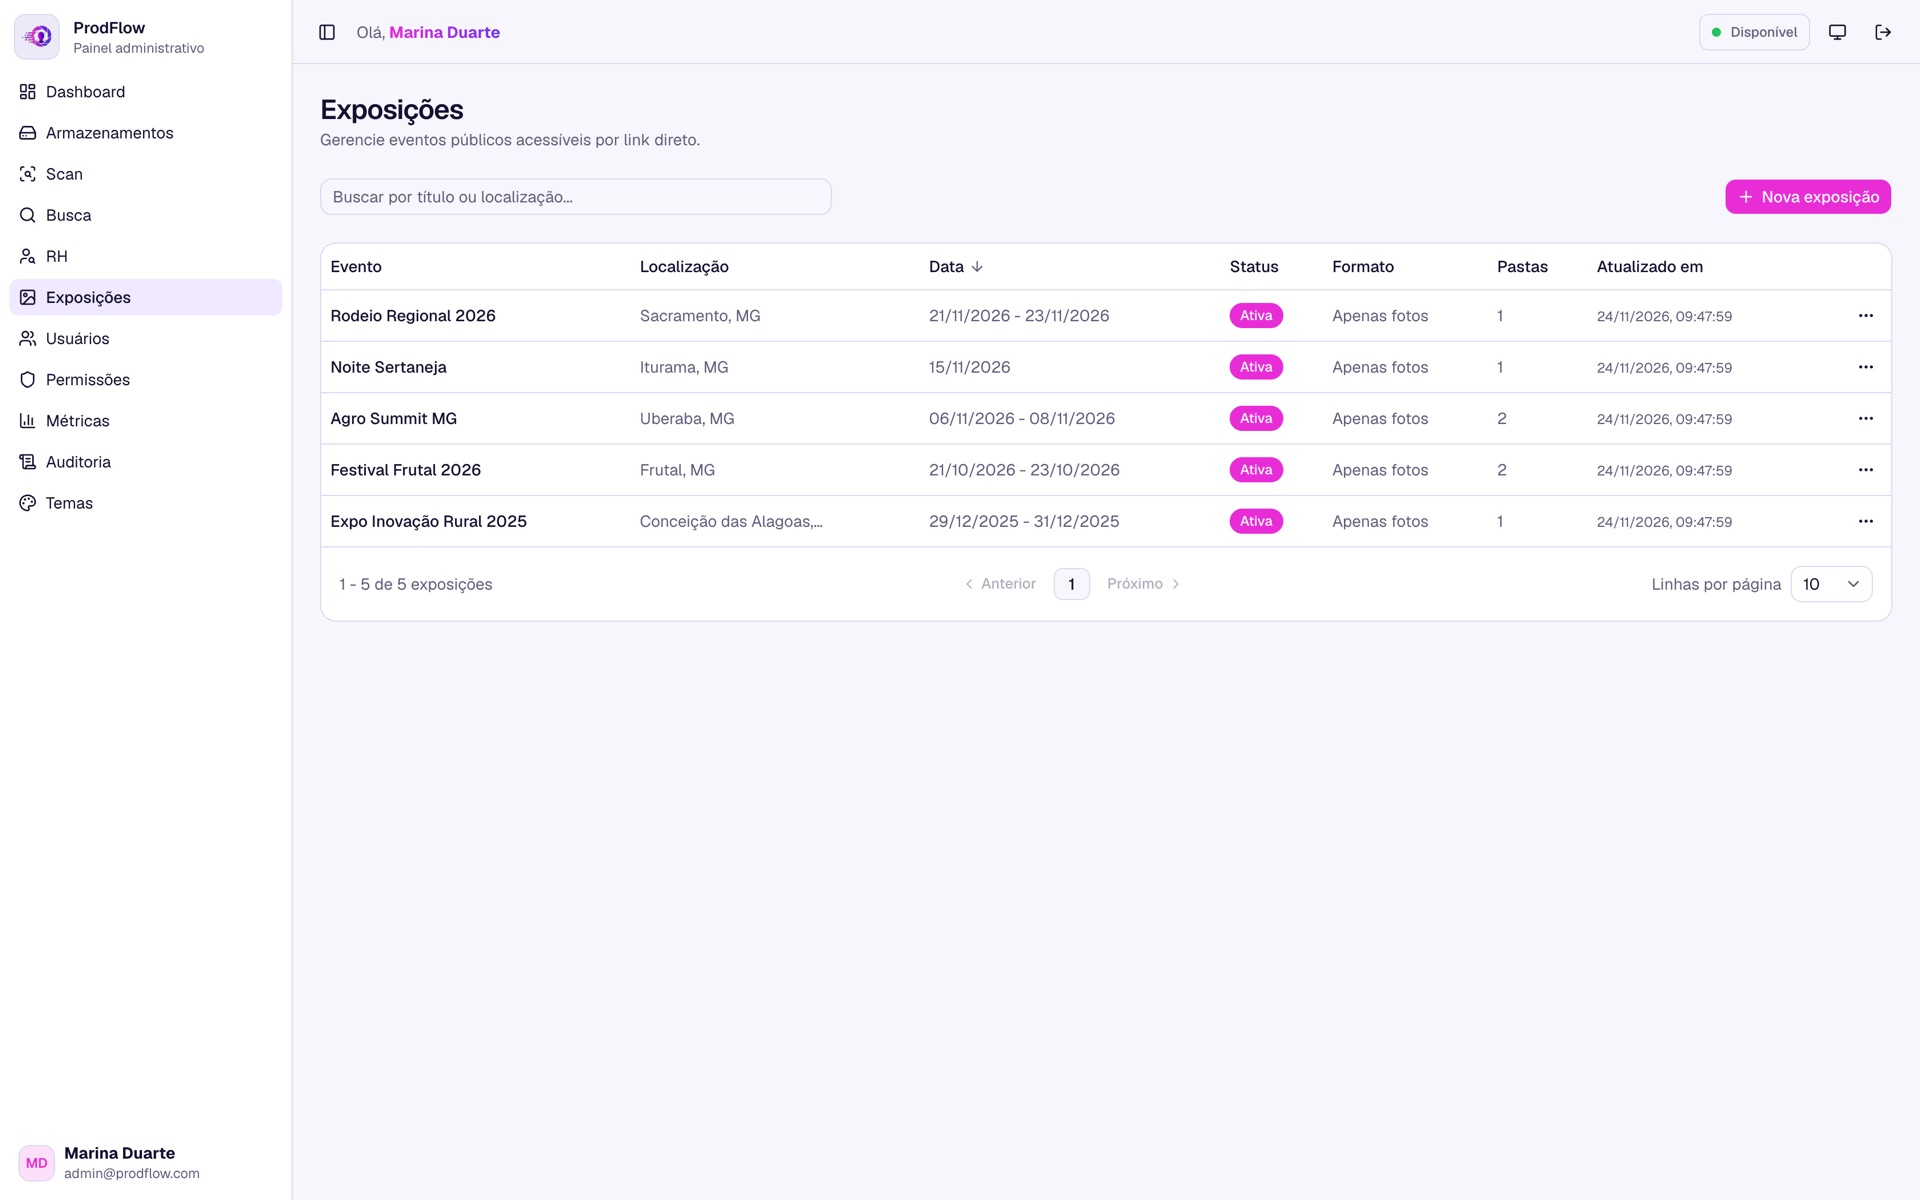 ProdFlow
Painel administrativo
Dashboard
Armazenamentos
Scan
Busca
RH
Exposições
Usuários
Permissões
Métricas
Auditoria
Temas
MD
Marina Duarte
admin@prodflow.com
Olá, Marina Duarte
Disponível
Exposições
Gerencie eventos públicos acessíveis por link direto.
Buscar por título ou localização...
Nova exposição
Evento Localização Data Status Formato Pastas Atualizado em
Rodeio Regional 2026 Sacramento, MG 21/11/2026 - 23/11/2026 Ativa Apenas fotos 1 24/11/2026, 09:47:59
Noite Sertaneja Iturama, MG 15/11/2026 Ativa Apenas fotos 1 24/11/2026, 09:47:59
Agro Summit MG Uberaba, MG 06/11/2026 - 08/11/2026 Ativa Apenas fotos 2 24/11/2026, 09:47:59
Festival Frutal 2026 Frutal, MG 21/10/2026 - 23/10/2026 Ativa Apenas fotos 2 24/11/2026, 09:47:59
Expo Inovação Rural 2025 Conceição das Alagoas,... 29/12/2025 - 31/12/2025 Ativa Apenas fotos 1 24/11/2026, 09:47:59
1 - 5 de 5 exposições Anterior 1 Próximo Linhas por página 10